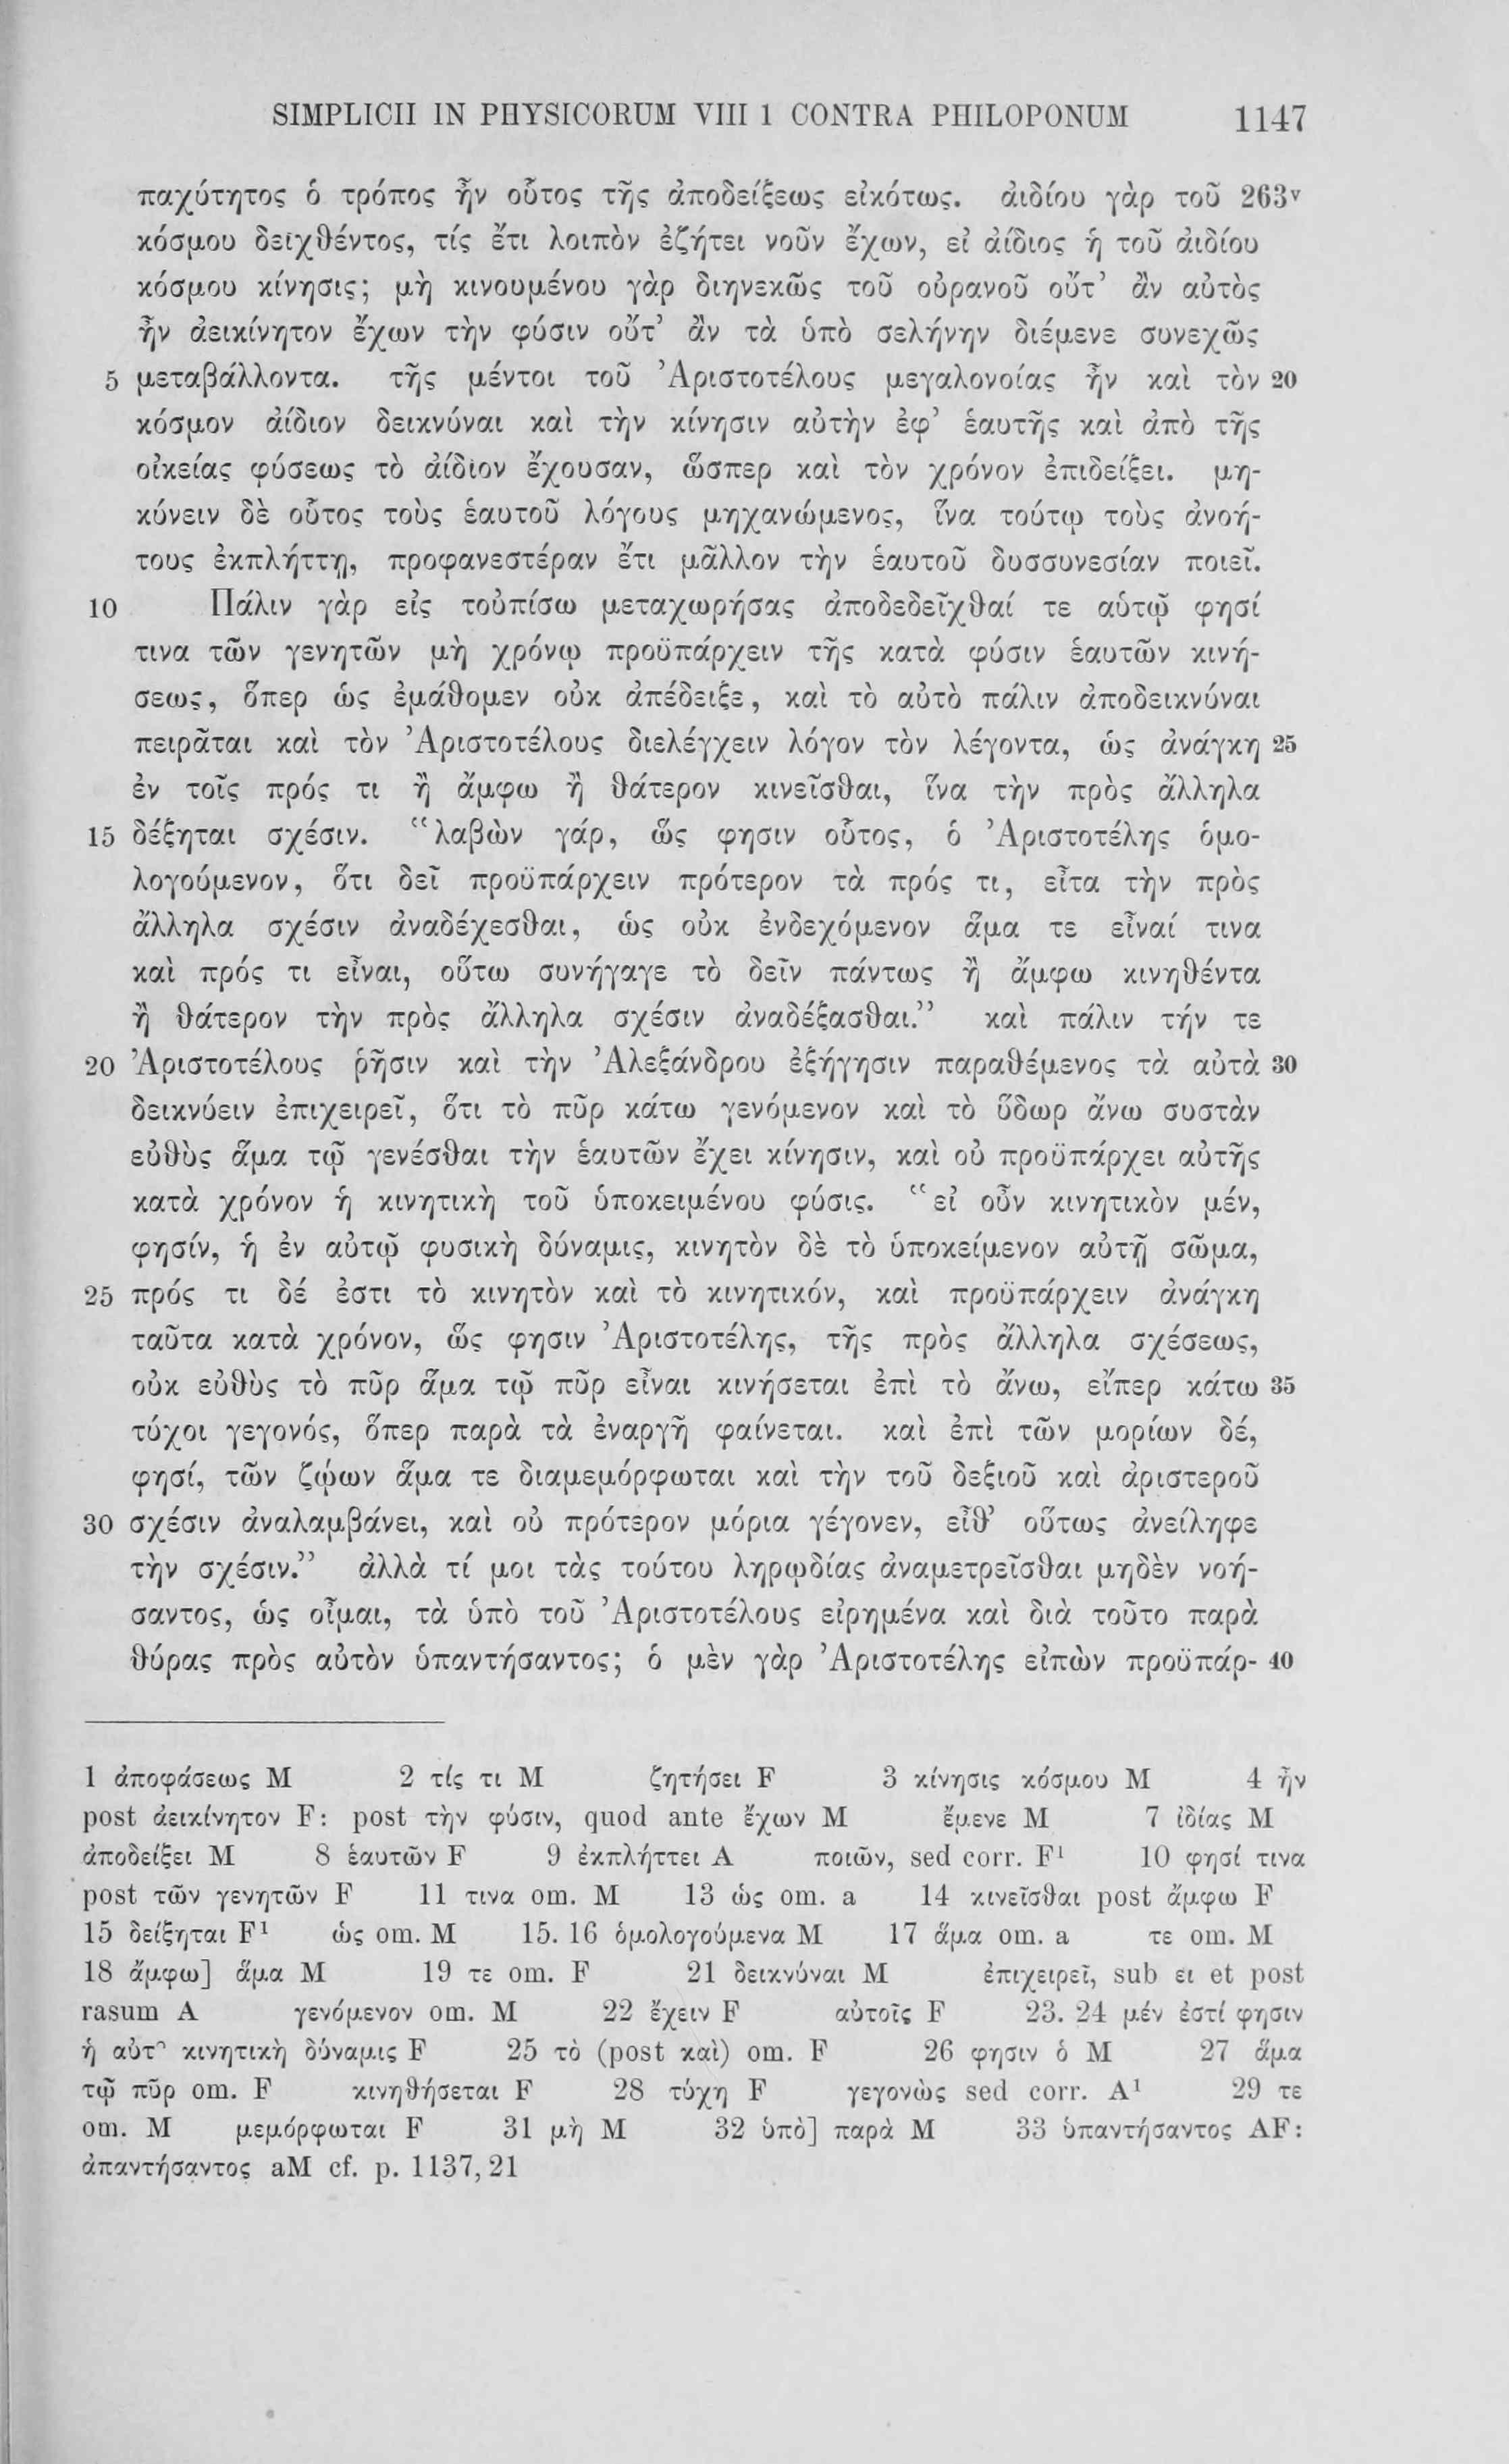 SIMPLICII IN PHYSICORUM VIII 1 CONTRA PHILOPONUM 1147
παχύτητος ὁ τρόπος ἦν οὗτος τῆς ἀποδείξεως εἰκότως. ἀιδίου γὰρ τοῦ 263ᵛ
κόσμου δειχθέντος, τίς ἔτι λοιπὸν ἐζήτει νοῦν ἔχων, εἰ ἀίδιος ἡ τοῦ ἀιδίου
κόσμου κίνησις; μὴ κινουμένου γὰρ διηνεκῶς τοῦ οὐρανοῦ οὔτ’ ἂν αὐτὸς
ἦν ἀεικίνητον ἔχων τὴν φύσιν οὔτ’ ἂν τὰ ὑπὸ σελήνην διέμενε συνεχῶς
5 μεταβάλλοντα. τῆς μέντοι τοῦ Ἀριστοτέλους μεγαλονοίας ἦν καὶ τὸν 20
κόσμον ἀίδιον δεικνύναι καὶ τὴν κίνησιν αὐτὴν ἐφ’ ἑαυτῆς καὶ ἀπὸ τῆς
οἰκείας φύσεως τὸ ἀίδιον ἔχουσαν, ὥσπερ καὶ τὸν χρόνον ἐπιδείξει. μη-
κύνειν δὲ οὗτος τοὺς ἑαυτοῦ λόγους μηχανώμενος, ἵνα τούτῳ τοὺς ἀνοή-
τους ἐκπλήττῃ, προφανεστέραν ἔτι μᾶλλον τὴν ἑαυτοῦ δυσσυνεσίαν ποιεῖ.
10 Πάλιν γὰρ εἰς τοὐπίσω μεταχωρήσας ἀποδεδεῖχθαί τε αὑτῷ φησί
τινα τῶν γενητῶν μὴ χρόνῳ προϋπάρχειν τῆς κατὰ φύσιν ἑαυτῶν κινή-
σεως, ὅπερ ὡς ἐμάθομεν οὐκ ἀπέδειξε, καὶ τὸ αὐτὸ πάλιν ἀποδεικνύναι
πειρᾶται καὶ τὸν Ἀριστοτέλους διελέγχειν λόγον τὸν λέγοντα, ὡς ἀνάγκη 25
ἐν τοῖς πρός τι ἢ ἄμφω ἢ θάτερον κινεῖσθαι, ἵνα τὴν πρὸς ἄλληλα
15 δέξηται σχέσιν. “λαβὼν γάρ, ὥς φησιν οὗτος, ὁ Ἀριστοτέλης ὁμο-
λογούμενον, ὅτι δεῖ προϋπάρχειν πρότερον τὰ πρός τι, εἶτα τὴν πρὸς
ἄλληλα σχέσιν ἀναδέχεσθαι, ὡς οὐκ ἐνδεχόμενον ἅμα τε εἶναί τινα
καὶ πρός τι εἶναι, οὕτω συνήγαγε τὸ δεῖν πάντως ἢ ἄμφω κινηθέντα
ἢ θάτερον τὴν πρὸς ἄλληλα σχέσιν ἀναδέξασθαι.” καὶ πάλιν τήν τε
20 Ἀριστοτέλους ῥῆσιν καὶ τὴν Ἀλεξάνδρου ἐξήγησιν παραθέμενος τὰ αὐτὰ 30
δεικνύειν ἐπιχειρεῖ, ὅτι τὸ πῦρ κάτω γενόμενον καὶ τὸ ὕδωρ ἄνω συστὰν
εὐθὺς ἅμα τῷ γενέσθαι τὴν ἑαυτῶν ἔχει κίνησιν, καὶ οὐ προϋπάρχει αὐτῆς
κατὰ χρόνον ἡ κινητικὴ τοῦ ὑποκειμένου φύσις. “εἰ οὖν κινητικὸν μέν,
φησίν, ἡ ἐν αὐτῷ φυσικὴ δύναμις, κινητὸν δὲ τὸ ὑποκείμενον αὐτῇ σῶμα,
25 πρός τι δέ ἐστι τὸ κινητὸν καὶ τὸ κινητικόν, καὶ προϋπάρχειν ἀνάγκη
ταῦτα κατὰ χρόνον, ὥς φησιν Ἀριστοτέλης, τῆς πρὸς ἄλληλα σχέσεως,
οὐκ εὐθὺς τὸ πῦρ ἅμα τῷ πῦρ εἶναι κινήσεται ἐπὶ τὸ ἄνω, εἴπερ κάτω 35
τύχοι γεγονός, ὅπερ παρὰ τὰ ἐναργῆ φαίνεται. καὶ ἐπὶ τῶν μορίων δέ,
φησί, τῶν ζῴων ἅμα τε διαμεμόρφωται καὶ τὴν τοῦ δεξιοῦ καὶ ἀριστεροῦ
30 σχέσιν ἀναλαμβάνει, καὶ οὐ πρότερον μόρια γέγονεν, εἶθ’ οὕτως ἀνείληφε
τὴν σχέσιν.” ἀλλὰ τί μοι τὰς τούτου ληρῳδίας ἀναμετρεῖσθαι μηδὲν νοή-
σαντος, ὡς οἶμαι, τὰ ὑπὸ τοῦ Ἀριστοτέλους εἰρημένα καὶ διὰ τοῦτο παρὰ
θύρας πρὸς αὐτὸν ὑπαντήσαντος; ὁ μὲν γὰρ Ἀριστοτέλης εἰπὼν προϋπάρ- 40
1 ἀποφάσεως M 2 τίς τι M ζητήσει F 3 κίνησις κόσμου M 4 ἦν
post ἀεικίνητον F: post τὴν φύσιν, quod ante ἔχων M ἔμενε M 7 ἰδίας M
ἀποδείξει M 8 ἑαυτῶν F 9 ἐκπλήττει A ποιῶν, sed corr. F¹ 10 φησί τινα
post τῶν γενητῶν F 11 τινα om. M 13 ὡς om. a 14 κινεῖσθαι post ἄμφω F
15 δείξηται F¹ ὡς om. M 15. 16 ὁμολογούμενα M 17 ἅμα om. a τε om. M
18 ἄμφω] ἅμα M 19 τε om. F 21 δεικνύναι M ἐπιχειρεῖ, sub ει et post
rasum A γενόμενον om. M 22 ἔχειν F αὐτοῖς F 23. 24 μέν ἐστί φησιν
ἡ κινητικὴ δύναμις F 25 τὸ (post καὶ) om. F 26 φησιν ὁ M 27 ἅμα
τῷ πῦρ om. F κινηθήσεται F 28 τύχη F γεγονὼς sed corr. A¹ 29 τε
om. M μεμόρφωται F 31 μὴ M 32 ὑπὸ] παρὰ M 33 ὑπαντήσαντος AF:
ἀπαντήσαντος aM cf. p. 1137,21